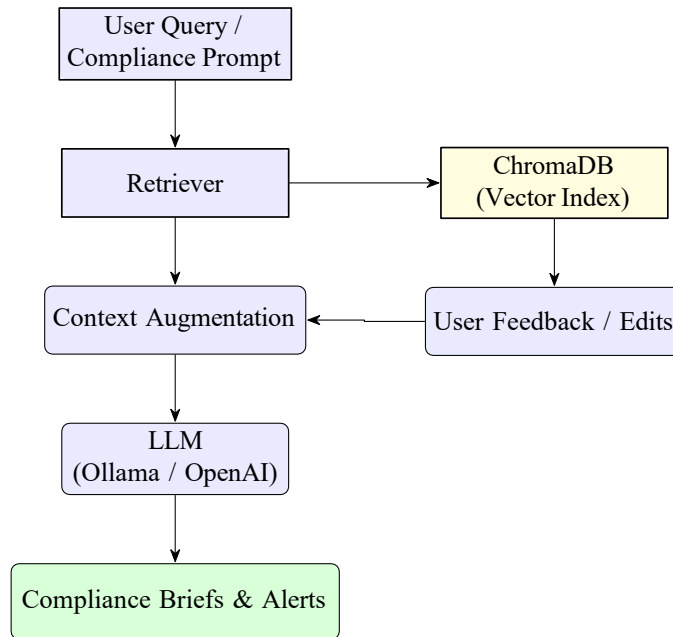 User Query /
Compliance Prompt
Retriever
ChromaDB
(Vector Index)
Context Augmentation
User Feedback / Edits
LLM
(Ollama / OpenAI)
Compliance Briefs & Alerts